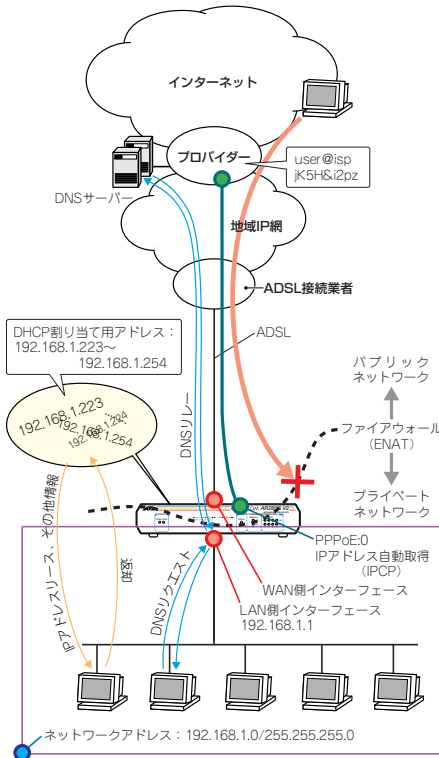 インターネット
プロバイダー
user@isp
jK5H&i2pz
DNSサーバー
地域IP網
ADSL接続業者
DHCP割り当て用アドレス：
192.168.1.223～
192.168.1.254
ADSL
パブリック
ネットワーク
192.168.1.223
192.168.1.224
192.168.1.254
DNSリレー
ファイアウォール
(ENAT)
プライベート
ネットワーク
PPPoE:0
IPアドレス自動取得
(IPCP)
IPアドレスリース、その他情報
返却
DNSリクエスト
WAN側インターフェース
LAN側インターフェース
192.168.1.1
ネットワークアドレス：192.168.1.0/255.255.255.0